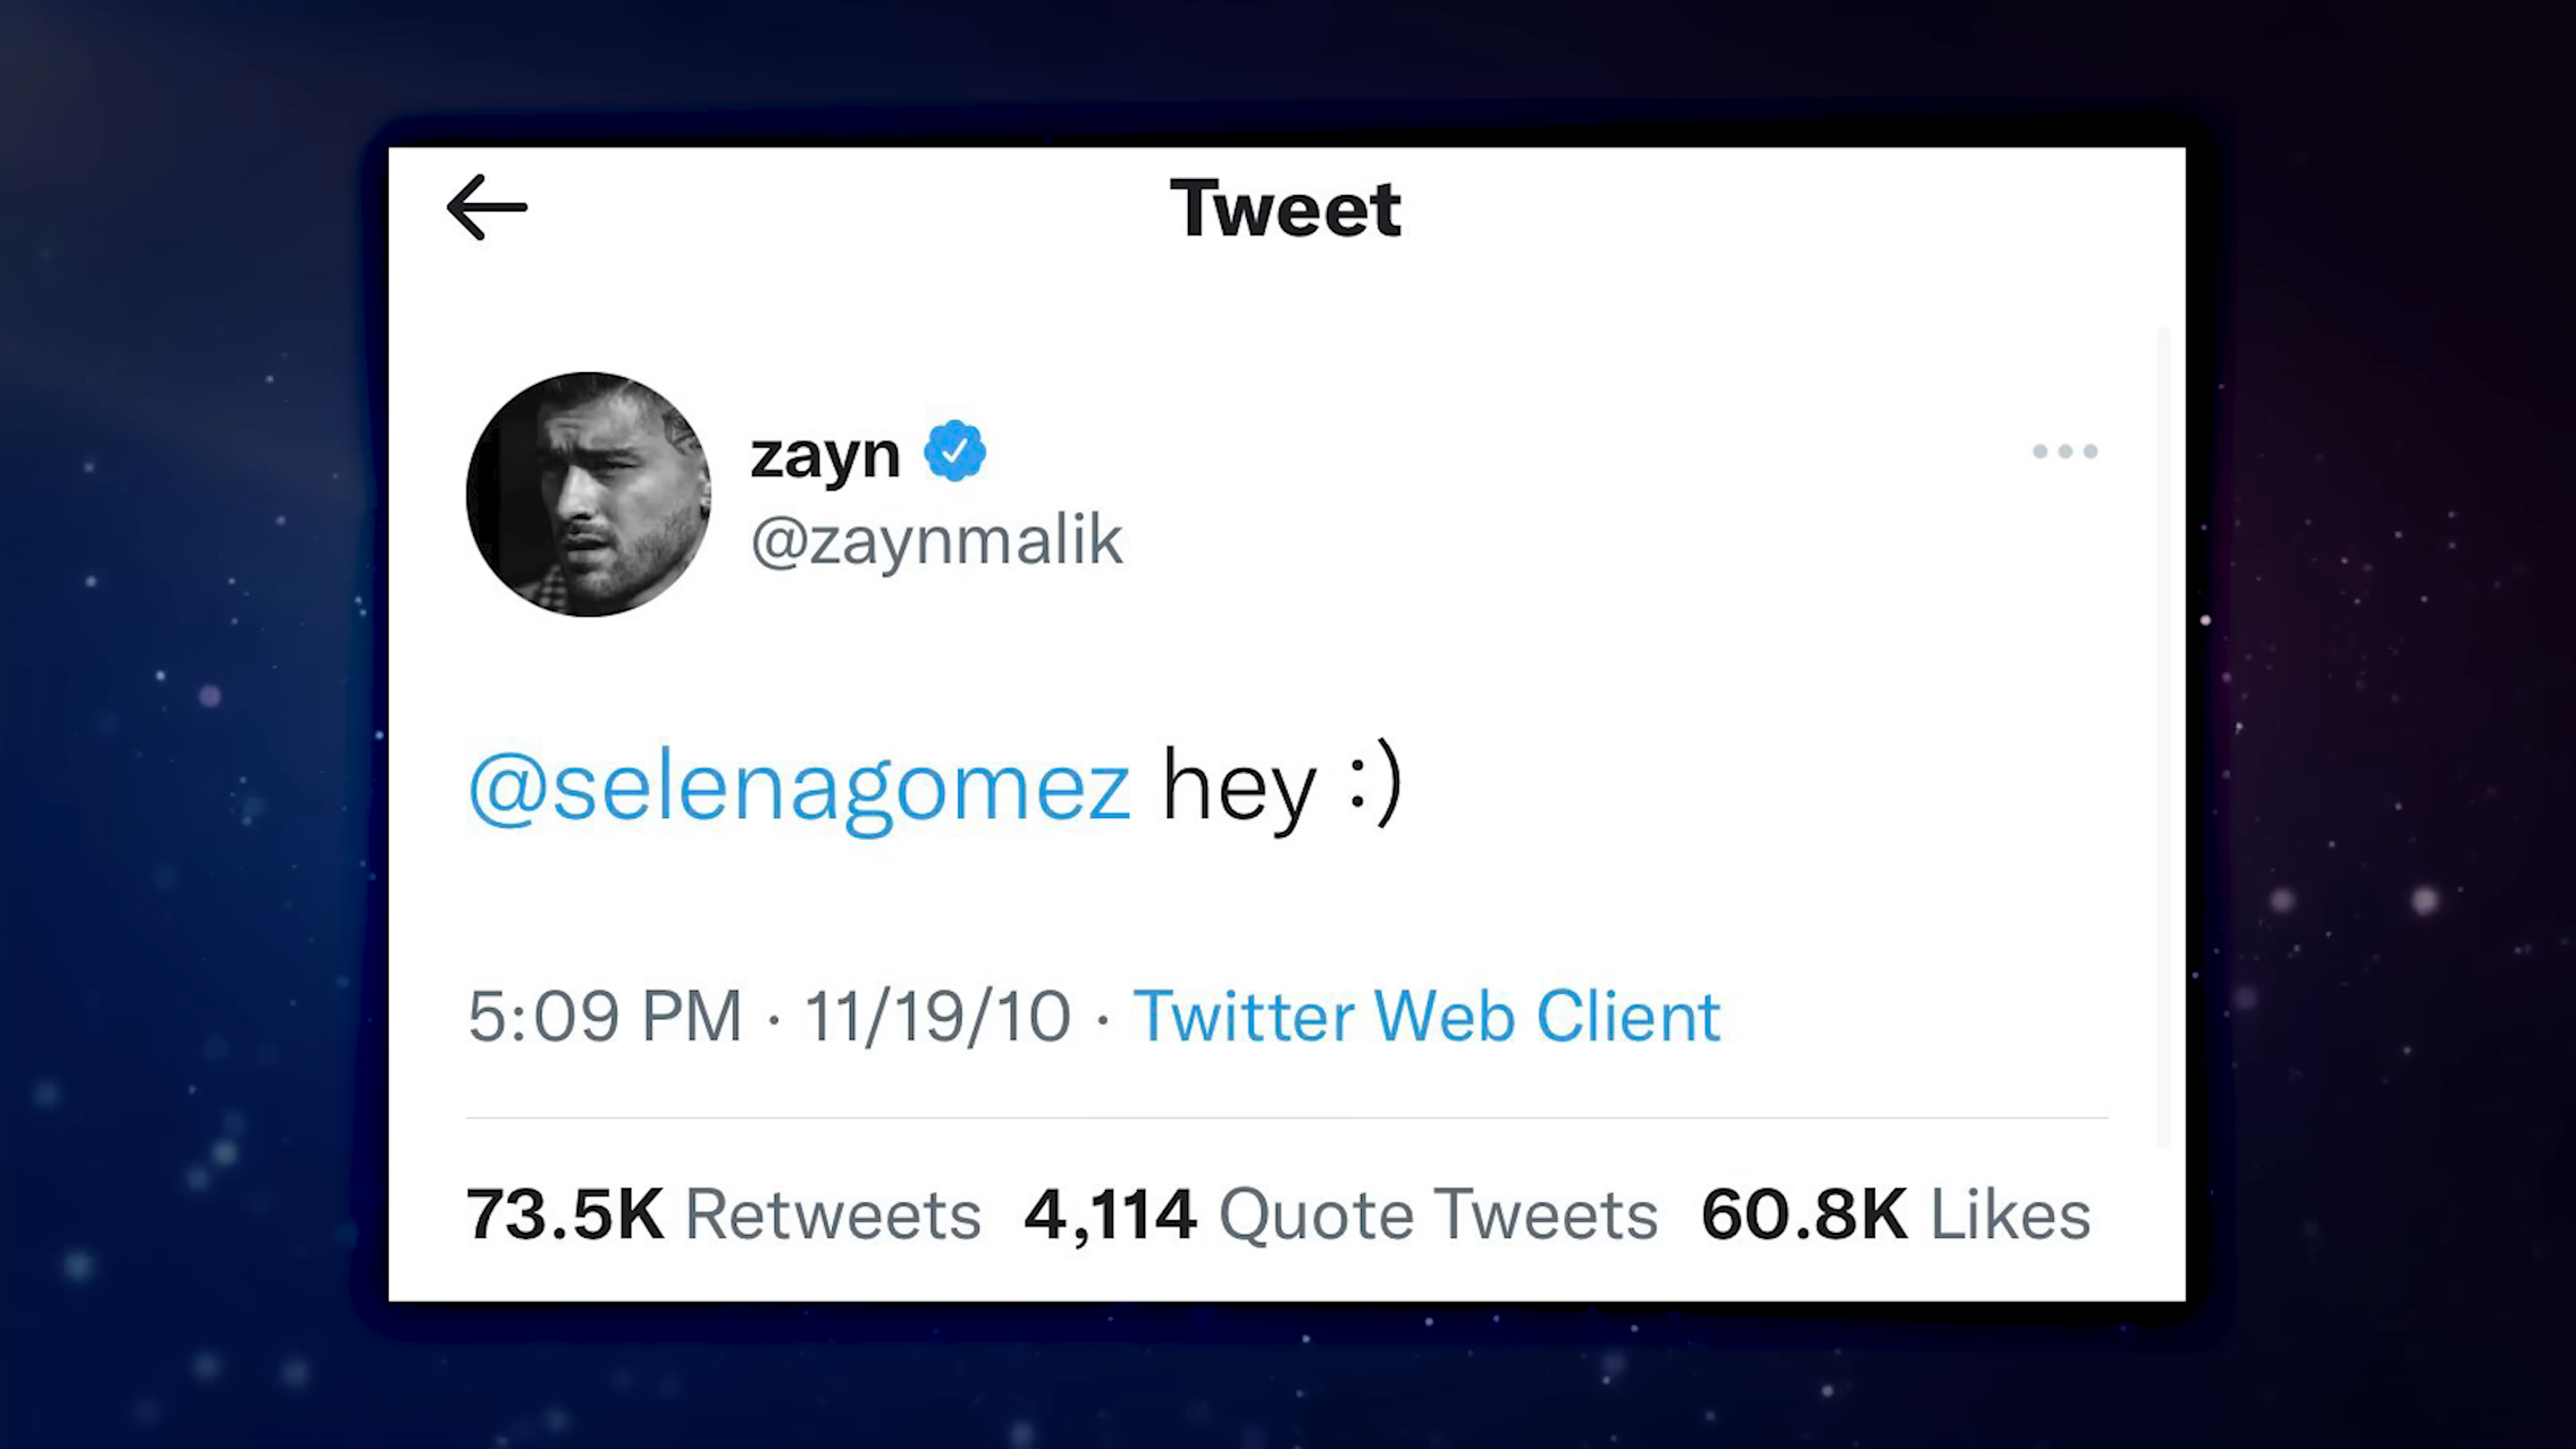 Tweet
zayn
@zaynmalik
@selenagomez hey :)
5:09 PM · 11/19/10 · Twitter Web Client
73.5K Retweets 4,114 Quote Tweets 60.8K Likes